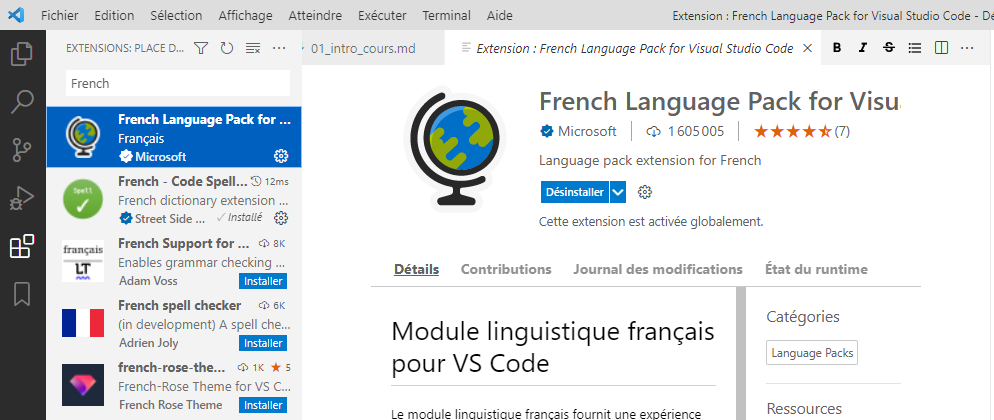 Fichier Edition Sélection Affichage Atteindre Exécuter Terminal Aide Extension : French Language Pack for Visual Studio Code - Dé
EXTENSIONS: PLACE D...
01_intro_cours.md
Extension : French Language Pack for Visual Studio Code
B I S
French
French Language Pack for ...
Français
Microsoft
French - Code Spell... 12ms
French dictionary extension ...
Street Side ... Installé
Spell
French Support for ... 8K
Enables grammar checking ...
Adam Voss Installer
français
LT
French spell checker 6K
(in development) A spell che...
Adrien Joly Installer
french-rose-the... 1K 5
French-Rose Theme for VS C...
French Rose Theme Installer
French Language Pack for Visu
Microsoft 1 605 005 (7)
Language pack extension for French
Désinstaller
Cette extension est activée globalement.
Détails Contributions Journal des modifications État du runtime
Module linguistique français
pour VS Code
Le module linguistique français fournit une expérience
Catégories
Language Packs
Ressources